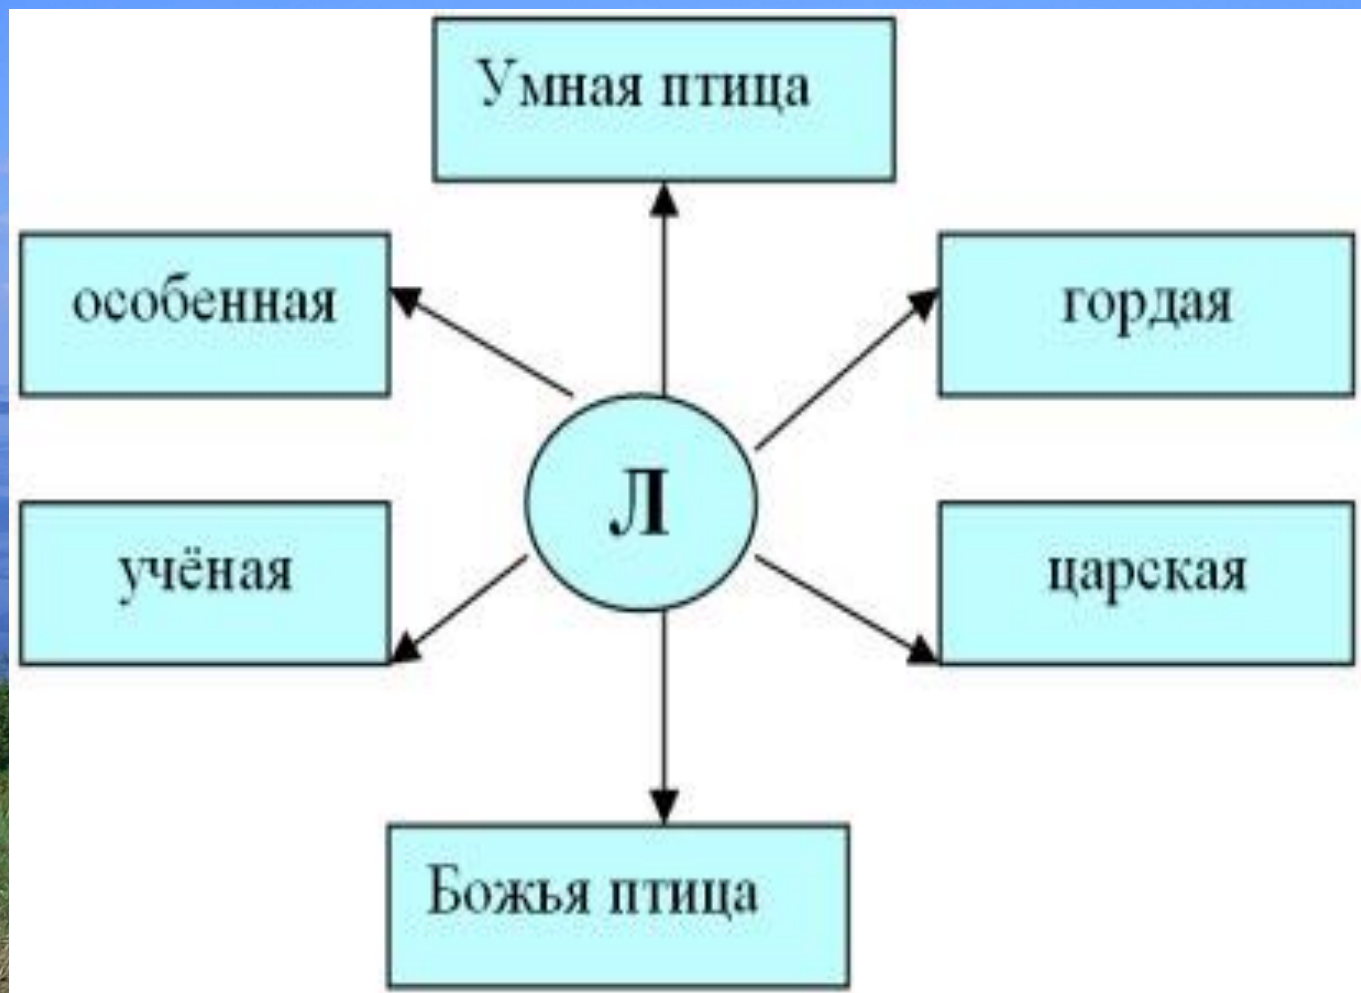 Умная птица
особенная
гордая
Л
учёная
царская
Божья птица